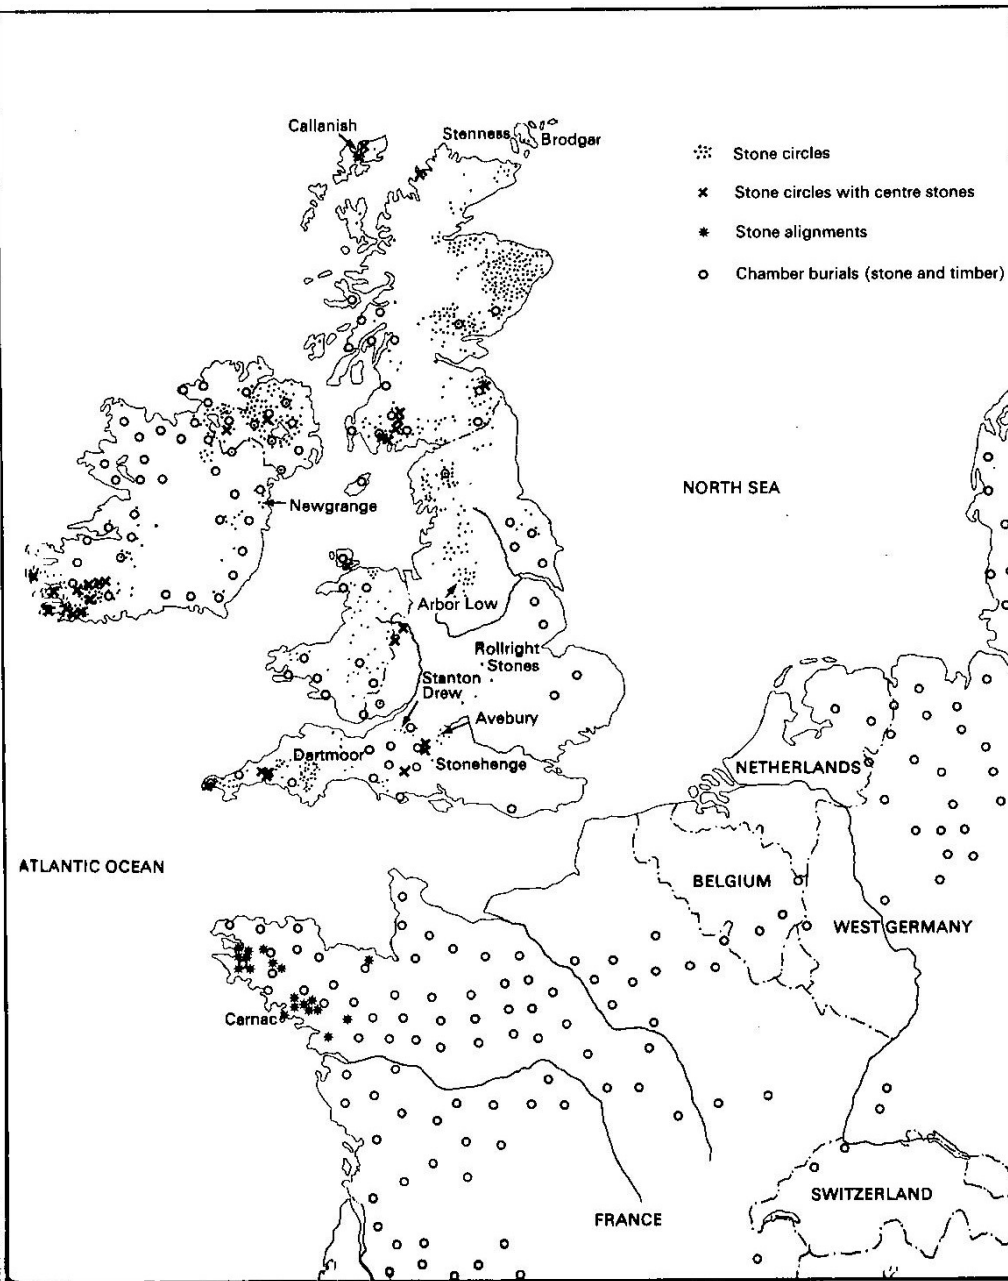 Callanish
Stenness
Brodgar
Stone circles
Stone circles with centre stones
Stone alignments
Chamber burials (stone and timber)
NORTH SEA
Newgrange
Arbor Low
Rollright
Stones
Stanton
Drew
Avebury
Dartmoor
Stonehenge
NETHERLANDS
ATLANTIC OCEAN
BELGIUM
WEST GERMANY
Carnac
SWITZERLAND
FRANCE